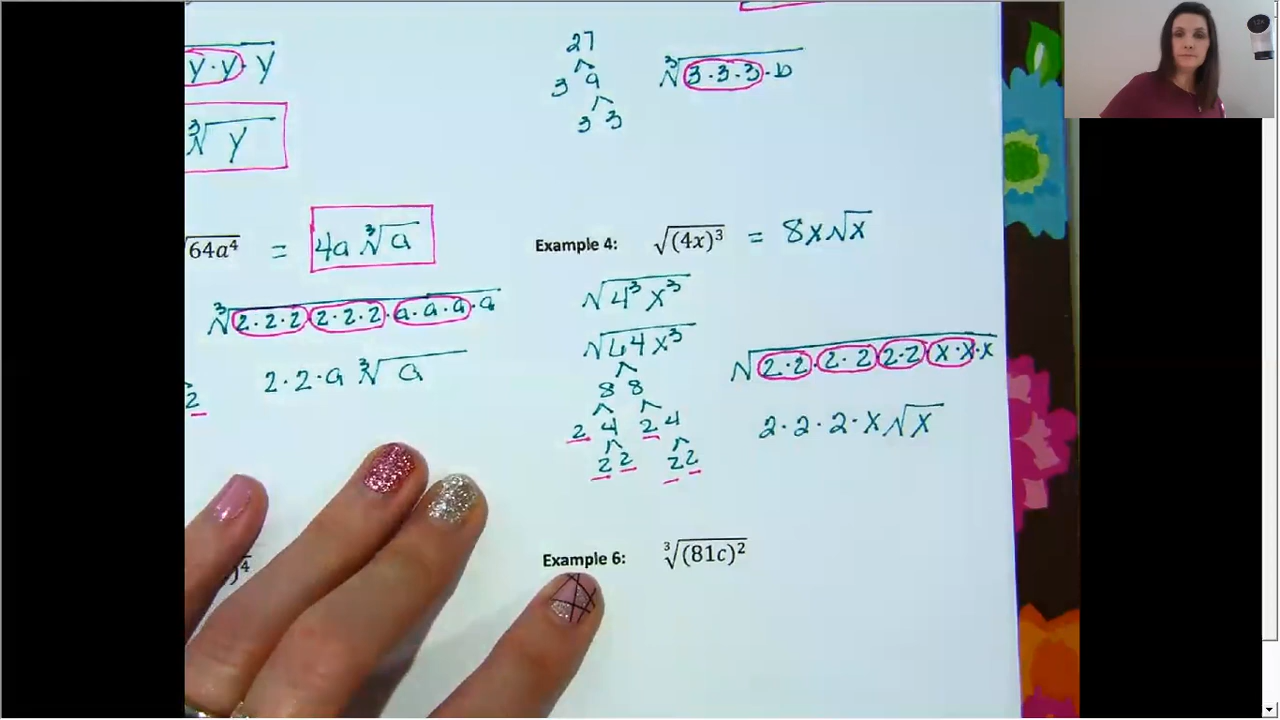 y·y·y
∛y
27
3 9
3 3
∛3·3·3·b
√64a⁴ = 4a∛a
∛2·2·2 2·2·2·a·a·a·a
2·2·a ∛a
2
Example 4: √(4x)³ = 8x√x
√4³x³
√64x³
8 8
2 4 2 4
2 2 2 2
√2·2·2·2 2·2 x·x·x
2·2·2·x√x
)⁴
Example 6: ∛(81c)²